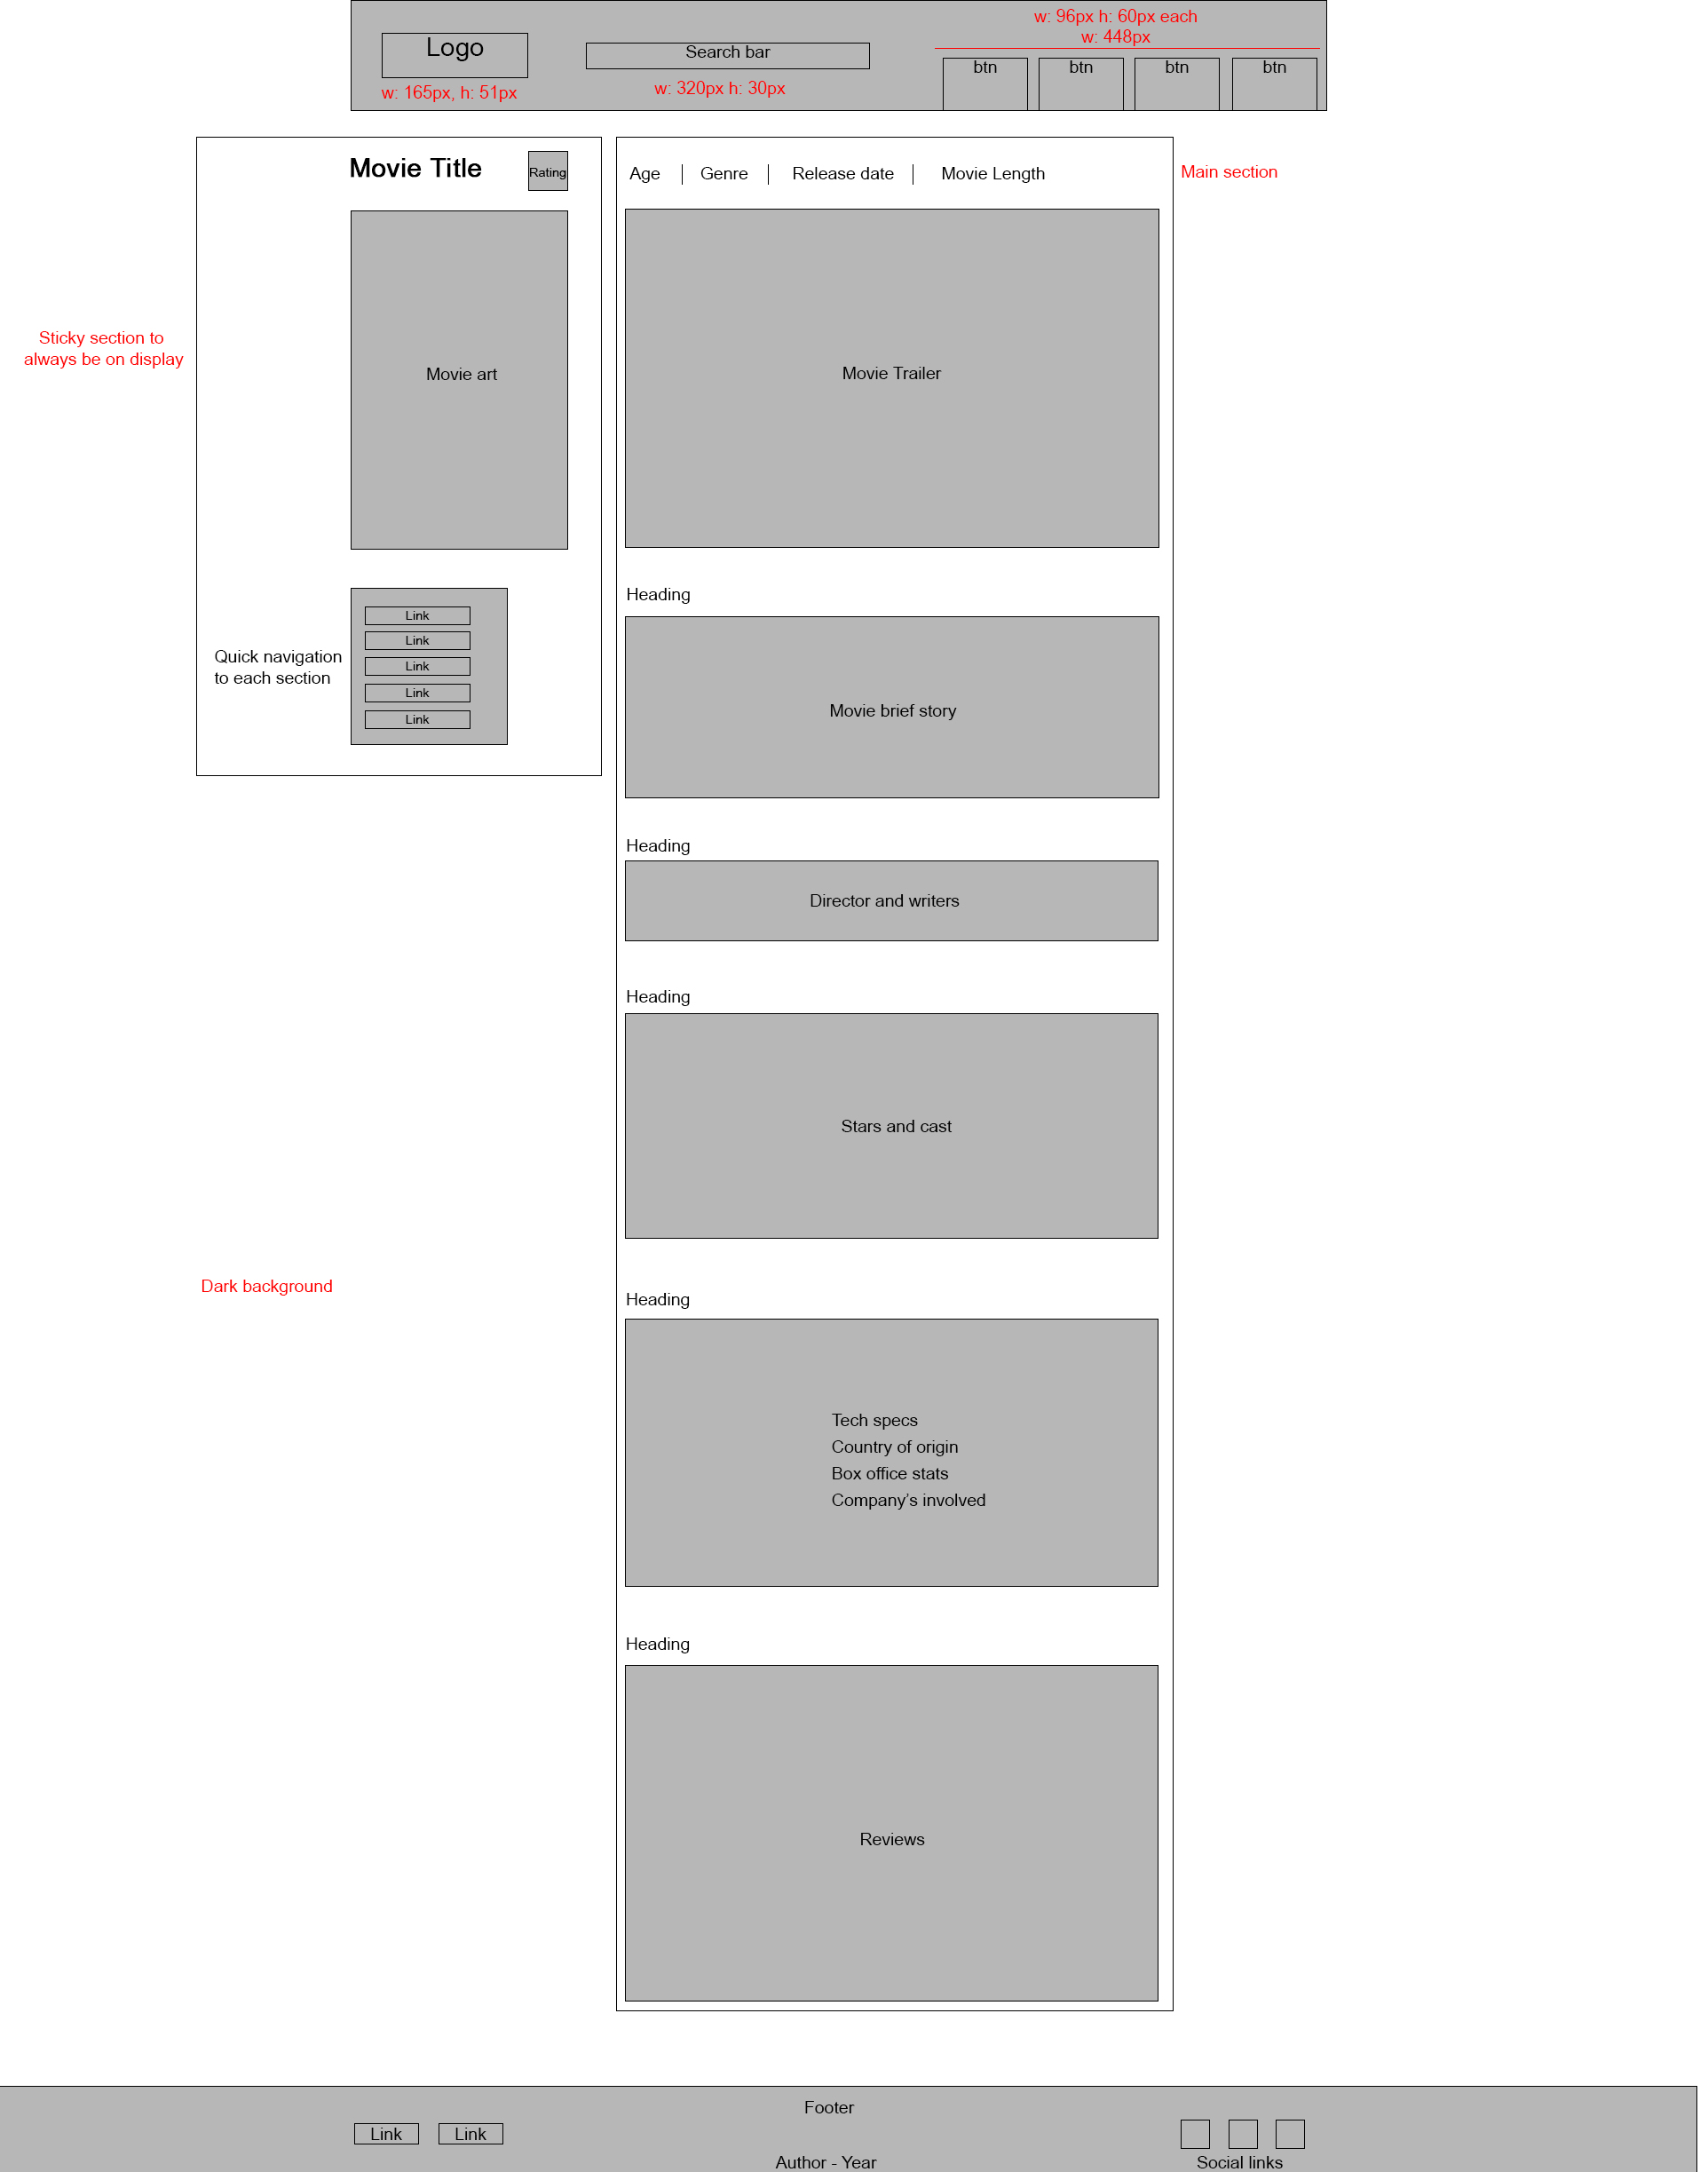 w: 96px h: 60px each
w: 448px
Logo
Search bar
btn
btn
btn
btn
w: 165px, h: 51px
w: 320px h: 30px
Movie Title
Rating
Age
Genre
Release date
Movie Length
Main section
Sticky section to
always be on display
Movie art
Movie Trailer
Quick navigation
to each section
Link
Link
Link
Link
Link
Heading
Movie brief story
Heading
Director and writers
Heading
Stars and cast
Dark background
Heading
Tech specs
Country of origin
Box office stats
Company's involved
Heading
Reviews
Footer
Link
Link
Author - Year
Social links